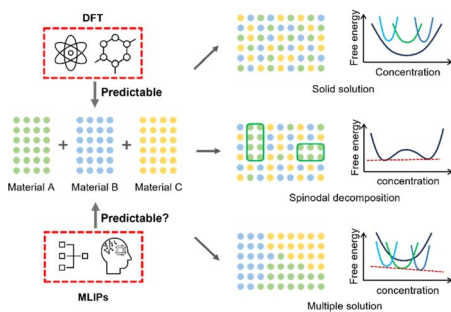 DFT
Predictable
Material A
+
Material B
+
Material C
Predictable?
MLIPs
Free energy
Concentration
Solid solution
Free energy
concentration
Spinodal decomposition
Free energy
concentration
Multiple solution